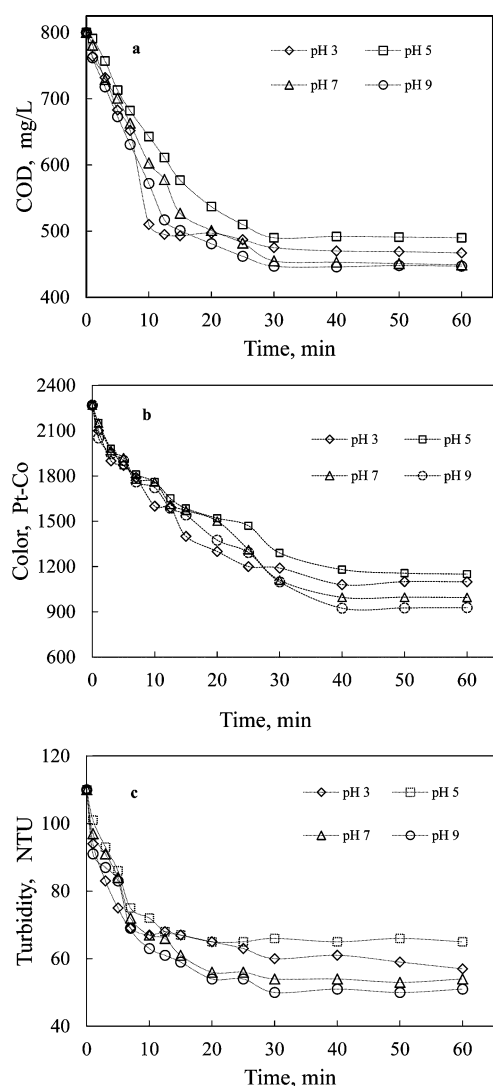 800
a
pH 3
pH 5
700
pH 7
pH 9
600
500
400
0 10 20 30 40 50 60
Time, min
COD, mg/L
2400
b
2100
pH 3
pH 5
1800
pH 7
pH 9
1500
1200
900
600
0 10 20 30 40 50 60
Time, min
Color, Pt-Co
120
c
pH 3
pH 5
100
pH 7
pH 9
80
60
40
0 10 20 30 40 50 60
Time, min
Turbidity, NTU